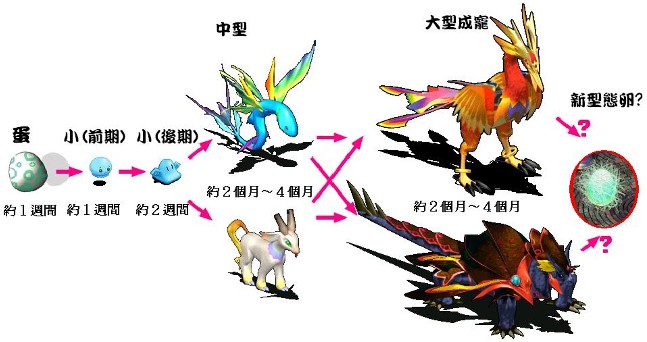 中型
大型成寵
新型態卵?
蛋
小(前期)
小(後期)
約2個月～4個月
約2個月～4個月
約1週間
約1週間
約2週間
?
?